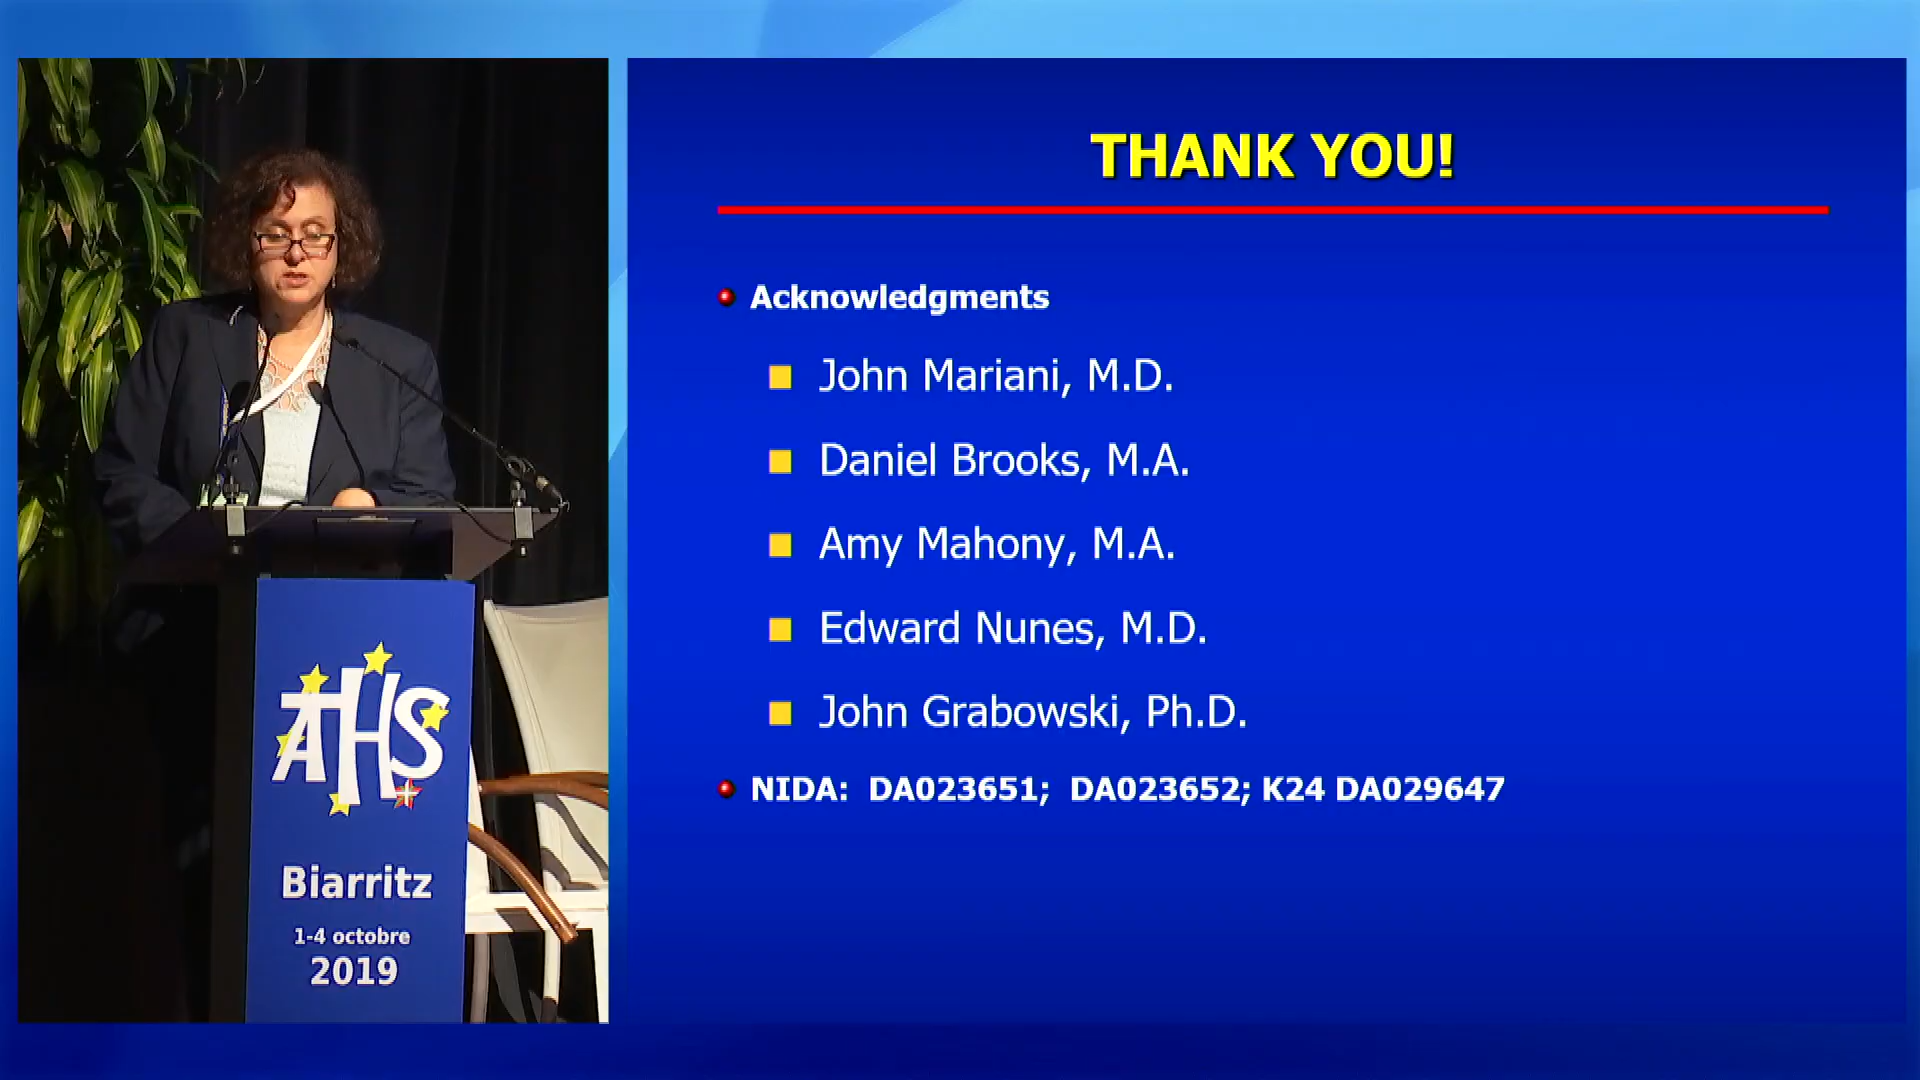 THANK YOU!
Acknowledgments
John Mariani, M.D.
Daniel Brooks, M.A.
Amy Mahony, M.A.
Edward Nunes, M.D.
John Grabowski, Ph.D.
NIDA: DA023651; DA023652; K24 DA029647
ATHS
Biarritz
1-4 octobre
2019